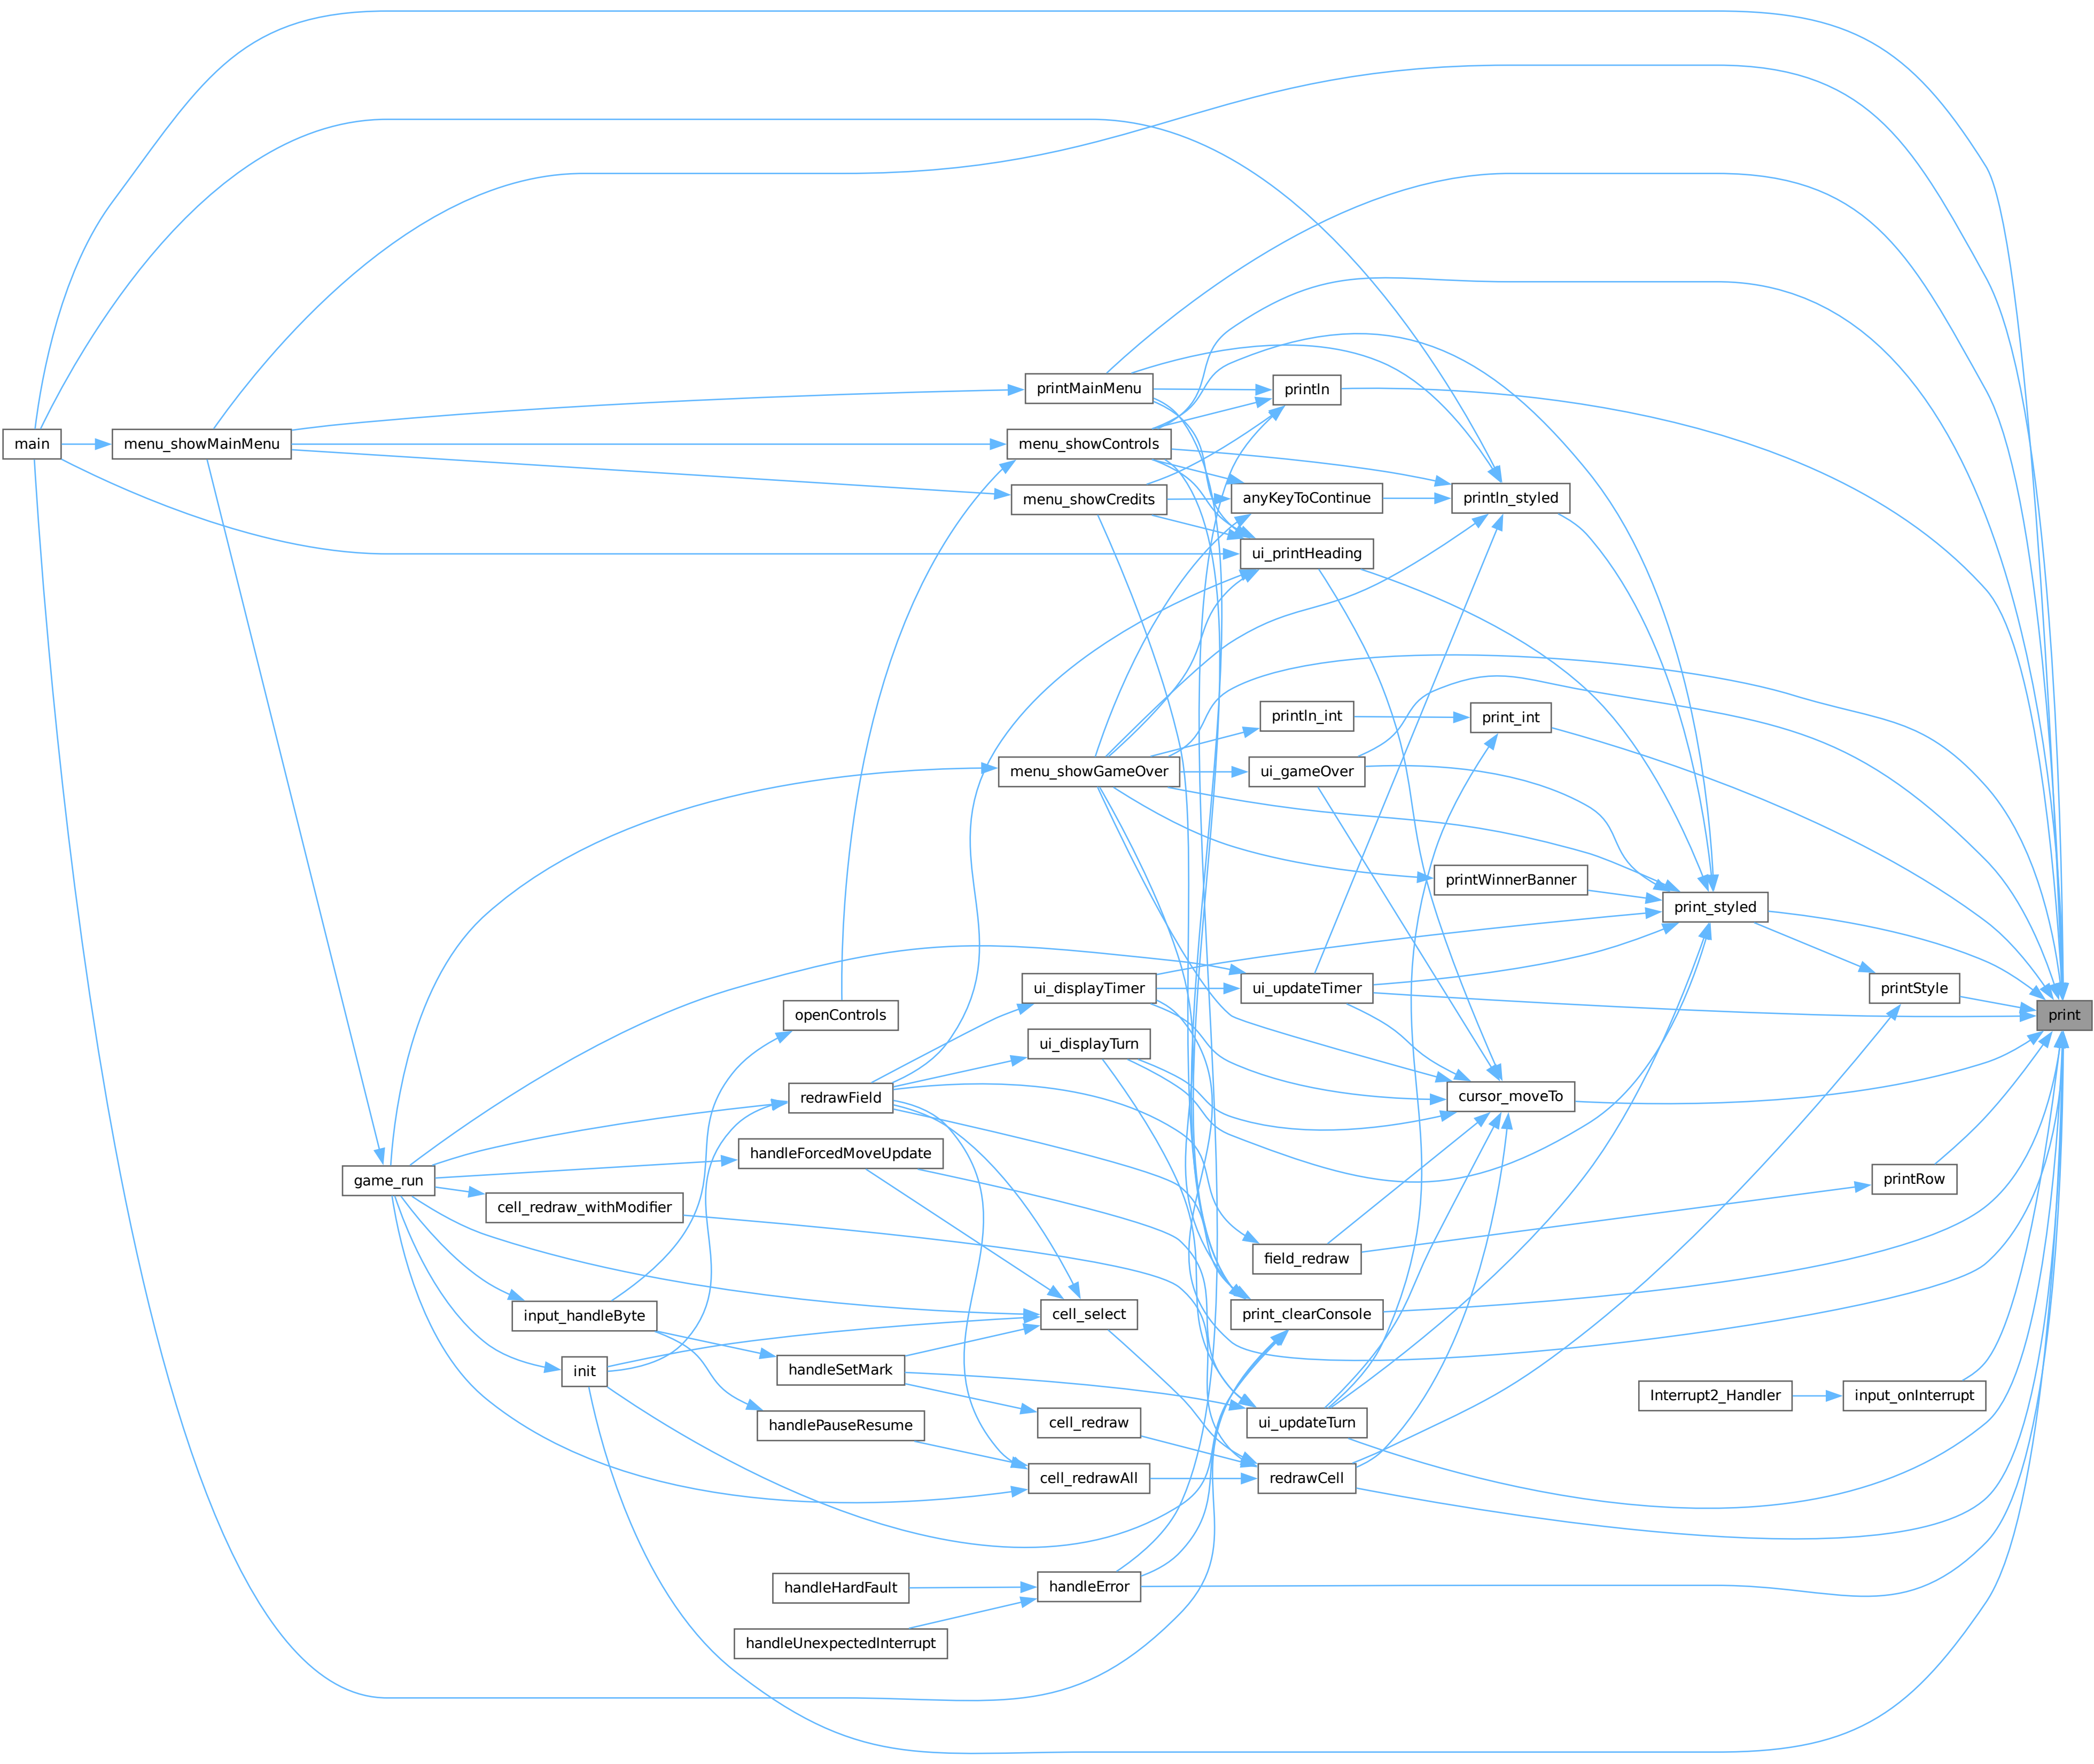 printMainMenu
println
main
menu_showMainMenu
menu_showControls
menu_showCredits
anyKeyToContinue
println_styled
ui_printHeading
println_int
print_int
menu_showGameOver
ui_gameOver
printWinnerBanner
print_styled
ui_displayTimer
ui_updateTimer
printStyle
openControls
print
ui_displayTurn
redrawField
cursor_moveTo
handleForcedMoveUpdate
game_run
printRow
cell_redraw_withModifier
field_redraw
input_handleByte
cell_select
print_clearConsole
init
handleSetMark
Interrupt2_Handler
input_onInterrupt
handlePauseResume
cell_redraw
ui_updateTurn
cell_redrawAll
redrawCell
handleHardFault
handleError
handleUnexpectedInterrupt